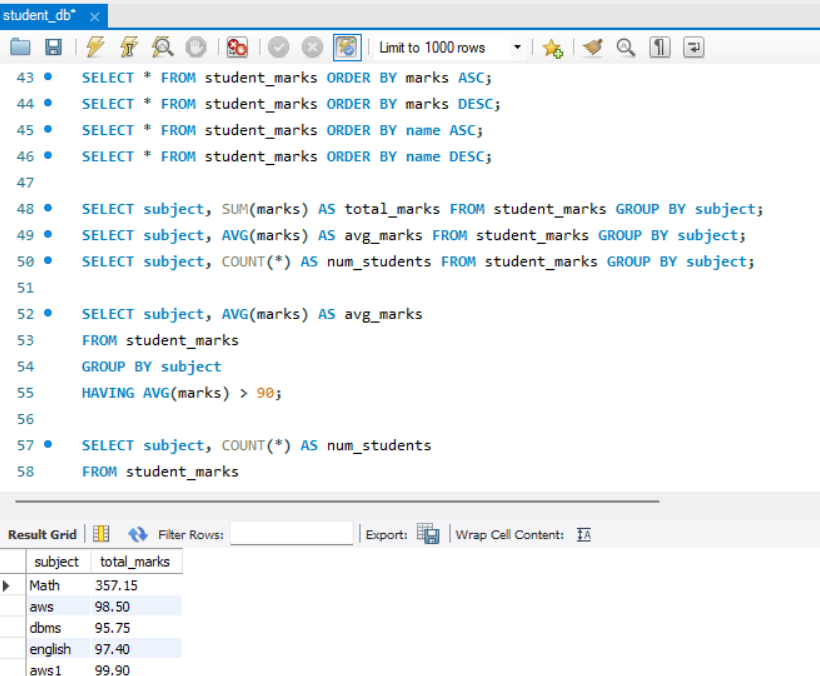 student_db*
Limit to 1000 rows
43 SELECT * FROM student_marks ORDER BY marks ASC;
44 SELECT * FROM student_marks ORDER BY marks DESC;
45 SELECT * FROM student_marks ORDER BY name ASC;
46 SELECT * FROM student_marks ORDER BY name DESC;
47
48 SELECT subject, SUM(marks) AS total_marks FROM student_marks GROUP BY subject;
49 SELECT subject, AVG(marks) AS avg_marks FROM student_marks GROUP BY subject;
50 SELECT subject, COUNT(*) AS num_students FROM student_marks GROUP BY subject;
51
52 SELECT subject, AVG(marks) AS avg_marks
53 FROM student_marks
54 GROUP BY subject
55 HAVING AVG(marks) > 90;
56
57 SELECT subject, COUNT(*) AS num_students
58 FROM student_marks
Result Grid Filter Rows: Export: Wrap Cell Content: IA
subject total_marks
Math 357.15
aws 98.50
dbms 95.75
english 97.40
aws1 99.90